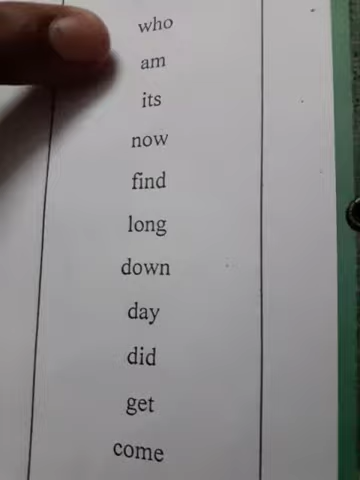 who
am
its
now
find
long
down
day
did
get
come